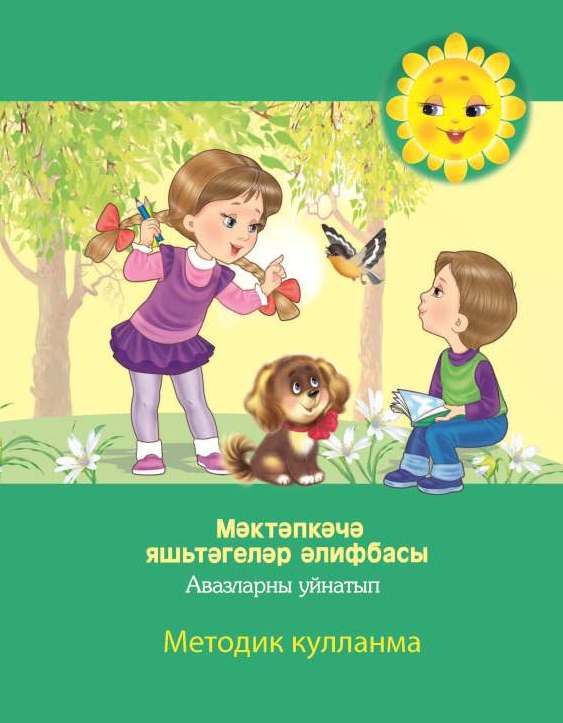 Мәктәпкәчә
яшьтәгеләр әлифбасы
Авазларны уйнатып
Методик кулланма